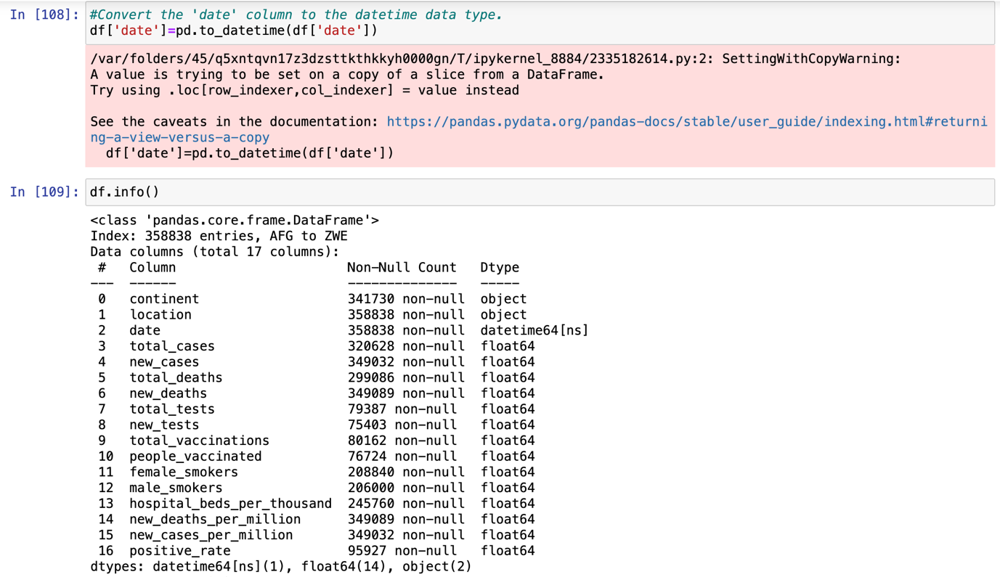 In [108]: #Convert the 'date' column to the datetime data type.
df['date']=pd.to_datetime(df['date'])
/var/folders/45/q5xntqvn17z3dzsttkthkkyh0000gn/T/ipykernel_8884/2335182614.py:2: SettingWithCopyWarning:
A value is trying to be set on a copy of a slice from a DataFrame.
Try using .loc[row_indexer,col_indexer] = value instead
See the caveats in the documentation: https://pandas.pydata.org/pandas-docs/stable/user_guide/indexing.html#returni
ng-a-view-versus-a-copy
  df['date']=pd.to_datetime(df['date'])
In [109]: df.info()
<class 'pandas.core.frame.DataFrame'>
Index: 358838 entries, AFG to ZWE
Data columns (total 17 columns):
 #   Column                      Non-Null Count   Dtype
---  ------                      --------------   -----
 0   continent                   341730 non-null  object
 1   location                    358838 non-null  object
 2   date                        358838 non-null  datetime64[ns]
 3   total_cases                 320628 non-null  float64
 4   new_cases                   349032 non-null  float64
 5   total_deaths                299086 non-null  float64
 6   new_deaths                  349089 non-null  float64
 7   total_tests                 79387 non-null   float64
 8   new_tests                   75403 non-null   float64
 9   total_vaccinations          80162 non-null   float64
 10  people_vaccinated           76724 non-null   float64
 11  female_smokers              208840 non-null  float64
 12  male_smokers                206000 non-null  float64
 13  hospital_beds_per_thousand  245760 non-null  float64
 14  new_deaths_per_million      349089 non-null  float64
 15  new_cases_per_million       349032 non-null  float64
 16  positive_rate               95927 non-null   float64
dtypes: datetime64[ns](1), float64(14), object(2)